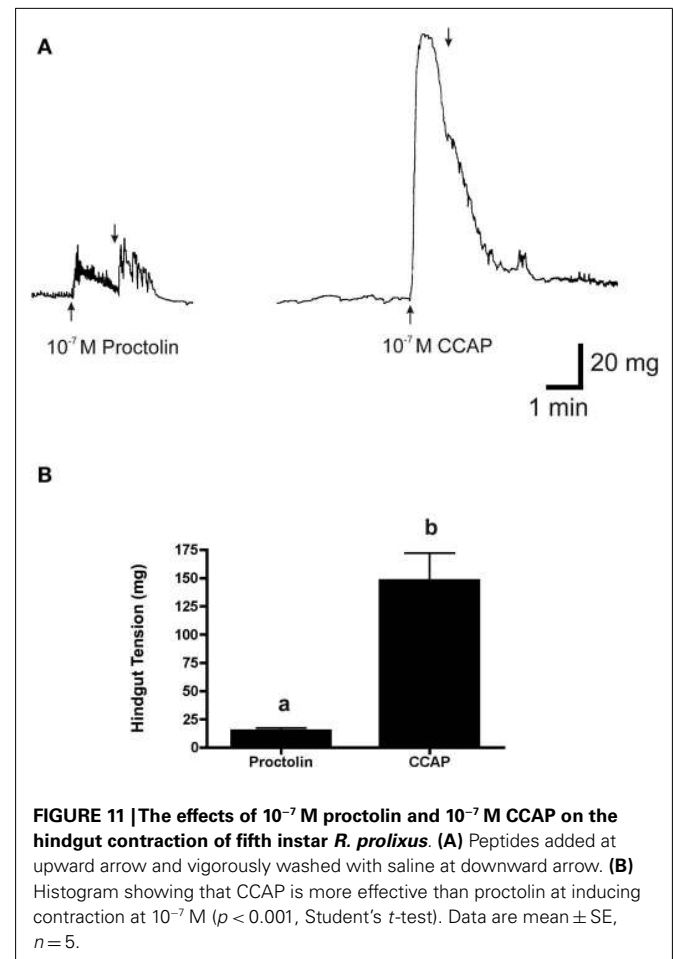 A
10⁻⁷ M Proctolin
10⁻⁷ M CCAP
20 mg
1 min
B
Hindgut Tension (mg)
175
150
125
100
75
50
25
0
a
b
Proctolin
CCAP
FIGURE 11 | The effects of 10⁻⁷ M proctolin and 10⁻⁷ M CCAP on the
hindgut contraction of fifth instar R. prolixus. (A) Peptides added at
upward arrow and vigorously washed with saline at downward arrow. (B)
Histogram showing that CCAP is more effective than proctolin at inducing
contraction at 10⁻⁷ M (p < 0.001, Student's t-test). Data are mean ± SE,
n = 5.